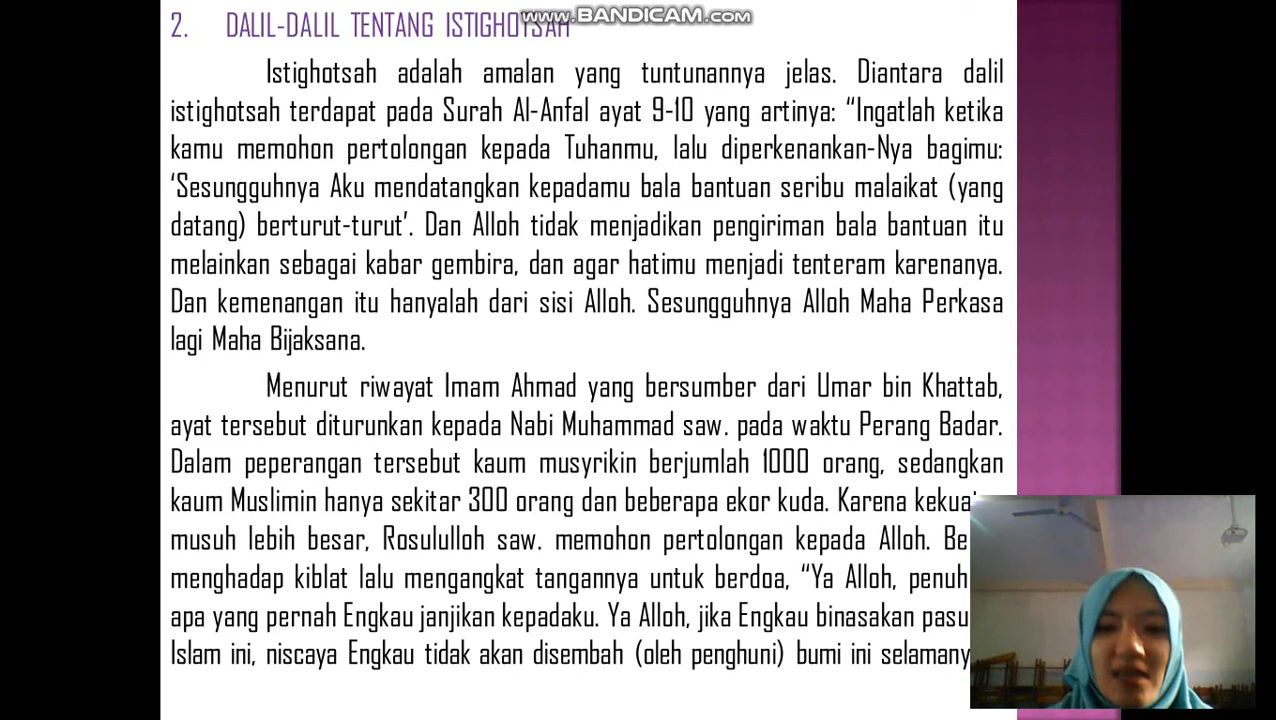 www.BANDICAM.com
2. DALIL-DALIL TENTANG ISTIGHOTSAH
Istighotsah adalah amalan yang tuntunannya jelas. Diantara dalil
istighotsah terdapat pada Surah Al-Anfal ayat 9-10 yang artinya: “Ingatlah ketika
kamu memohon pertolongan kepada Tuhanmu, lalu diperkenankan-Nya bagimu:
‘Sesungguhnya Aku mendatangkan kepadamu bala bantuan seribu malaikat (yang
datang) berturut-turut’. Dan Alloh tidak menjadikan pengiriman bala bantuan itu
melainkan sebagai kabar gembira, dan agar hatimu menjadi tenteram karenanya.
Dan kemenangan itu hanyalah dari sisi Alloh. Sesungguhnya Alloh Maha Perkasa
lagi Maha Bijaksana.
Menurut riwayat Imam Ahmad yang bersumber dari Umar bin Khattab,
ayat tersebut diturunkan kepada Nabi Muhammad saw. pada waktu Perang Badar.
Dalam peperangan tersebut kaum musyrikin berjumlah 1000 orang, sedangkan
kaum Muslimin hanya sekitar 300 orang dan beberapa ekor kuda. Karena
musuh lebih besar, Rosululloh saw. memohon pertolongan kepada Alloh.
menghadap kiblat lalu mengangkat tangannya untuk berdoa, “Ya Alloh,
apa yang pernah Engkau janjikan kepadaku. Ya Alloh, jika Engkau binasakan
Islam ini, niscaya Engkau tidak akan disembah (oleh penghuni) bumi ini